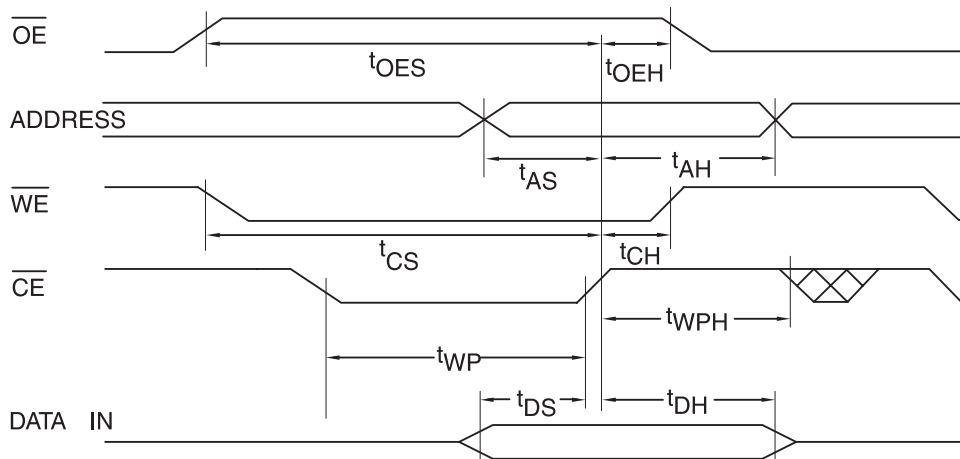 OE
tOES
tOEH
ADDRESS
tAS
tAH
WE
tCS
tCH
CE
tWPH
tWP
tDS
tDH
DATA IN